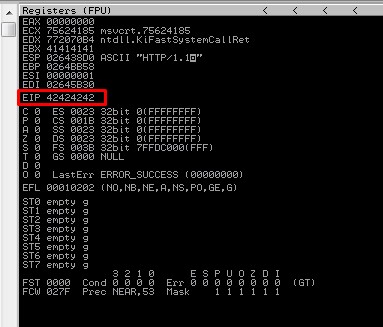 Registers (FPU) < < <
EAX 00000000
ECX 75624185 msvcrt.75624185
EDX 772070B4 ntdll.KiFastSystemCallRet
EBX 41414141
ESP 026438D0 ASCII "HTTP/1.1"
EBP 0264BB58
ESI 00000001
EDI 02645B30
EIP 42424242
C 0 ES 0023 32bit 0(FFFFFFFF)
P 0 CS 001B 32bit 0(FFFFFFFF)
A 0 SS 0023 32bit 0(FFFFFFFF)
Z 0 DS 0023 32bit 0(FFFFFFFF)
S 0 FS 003B 32bit 7FFDC000(FFF)
T 0 GS 0000 NULL
D 0
O 0 LastErr ERROR_SUCCESS (00000000)
EFL 00010202 (NO,NB,NE,A,NS,PO,GE,G)
ST0 empty g
ST1 empty g
ST2 empty g
ST3 empty g
ST4 empty g
ST5 empty g
ST6 empty g
ST7 empty g
3 2 1 0 E S P U O Z D I
FST 0000 Cond 0 0 0 0 Err 0 0 0 0 0 0 0 0 (GT)
FCW 027F Prec NEAR,53 Mask 1 1 1 1 1 1